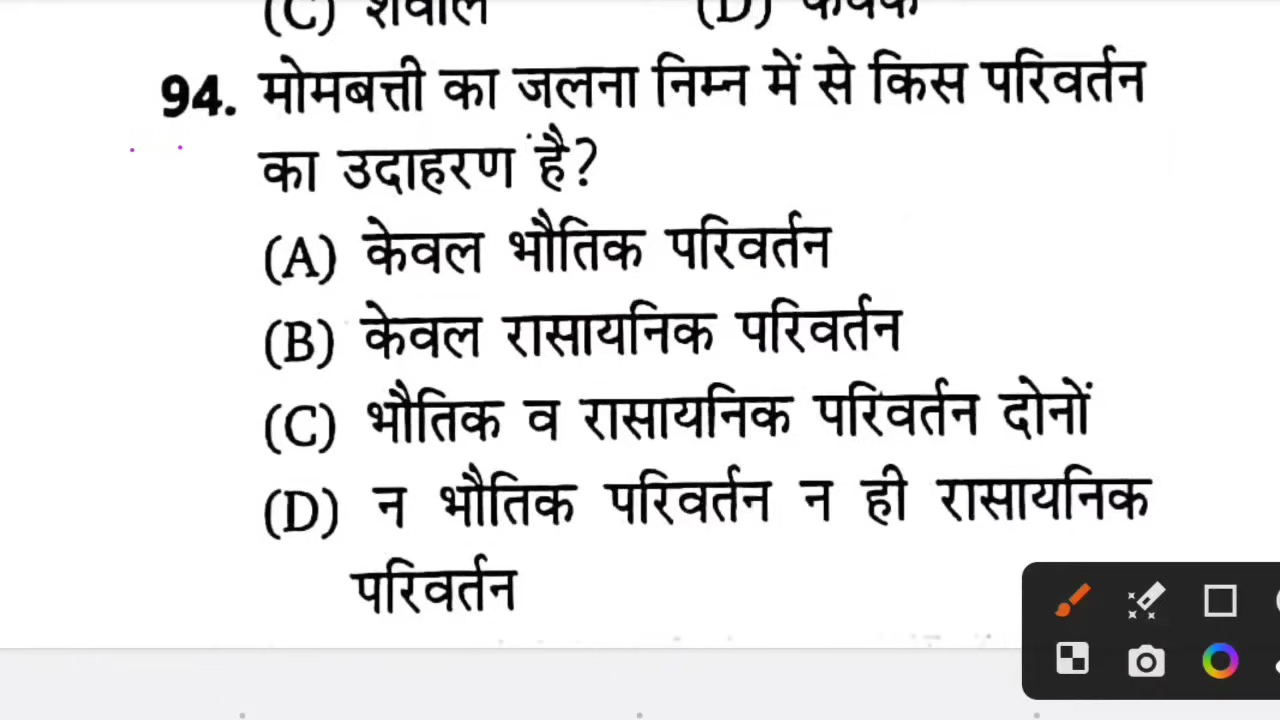 (C) शैवाल (D) कवक
94. मोमबत्ती का जलना निम्न में से किस परिवर्तन
का उदाहरण है?
(A) केवल भौतिक परिवर्तन
(B) केवल रासायनिक परिवर्तन
(C) भौतिक व रासायनिक परिवर्तन दोनों
(D) न भौतिक परिवर्तन न ही रासायनिक
परिवर्तन